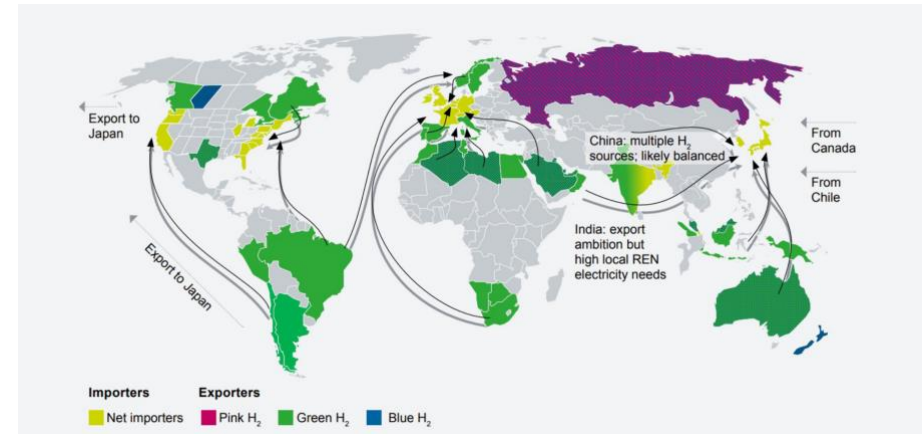 Export to
Japan
China: multiple H₂
sources; likely balanced
From
Canada
From
Chile
India: export
ambition but
high local REN
electricity needs
Export to Japan
Importers
Exporters
Net importers
Pink H₂
Green H₂
Blue H₂